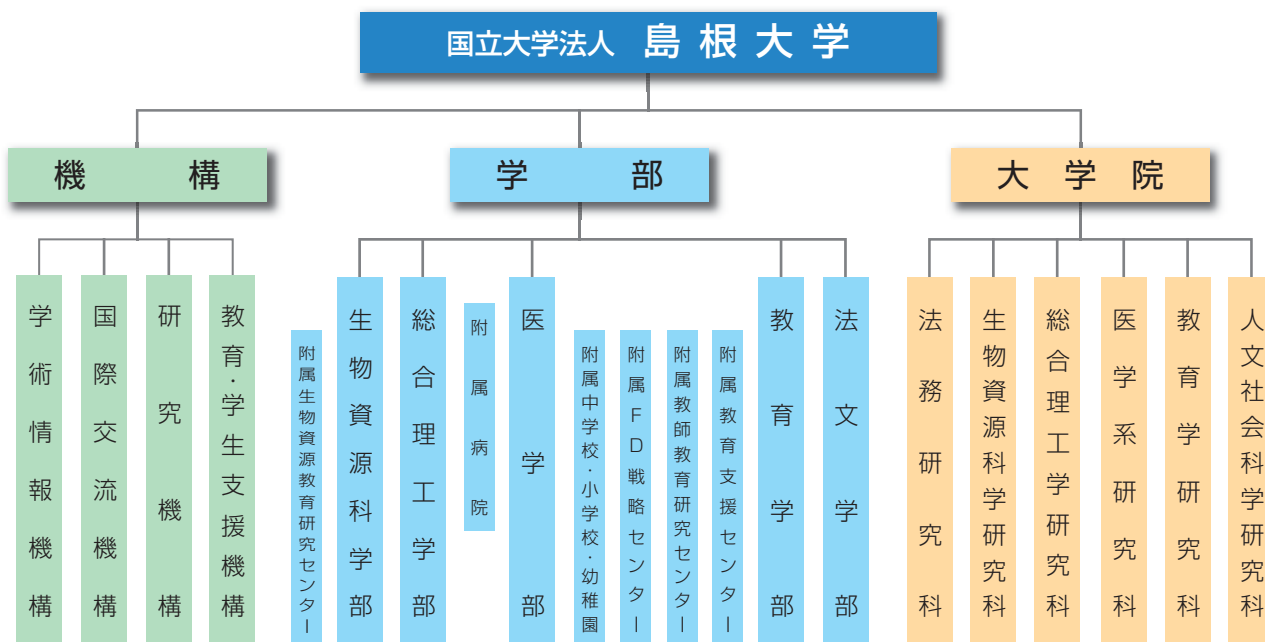 国立大学法人 島根大学
機構
学部
大学院
学術情報機構
国際交流機構
研究機構
教育・学生支援機構
附属生物資源教育研究センター
生物資源科学部
総合理工学部
附属病院
医学部
附属中学校・小学校・幼稚園
附属FD戦略センター
附属教師教育研究センター
附属教育支援センター
教育学部
法文学部
法務研究科
生物資源科学研究科
総合理工学研究科
医学系研究科
教育学研究科
人文社会科学研究科